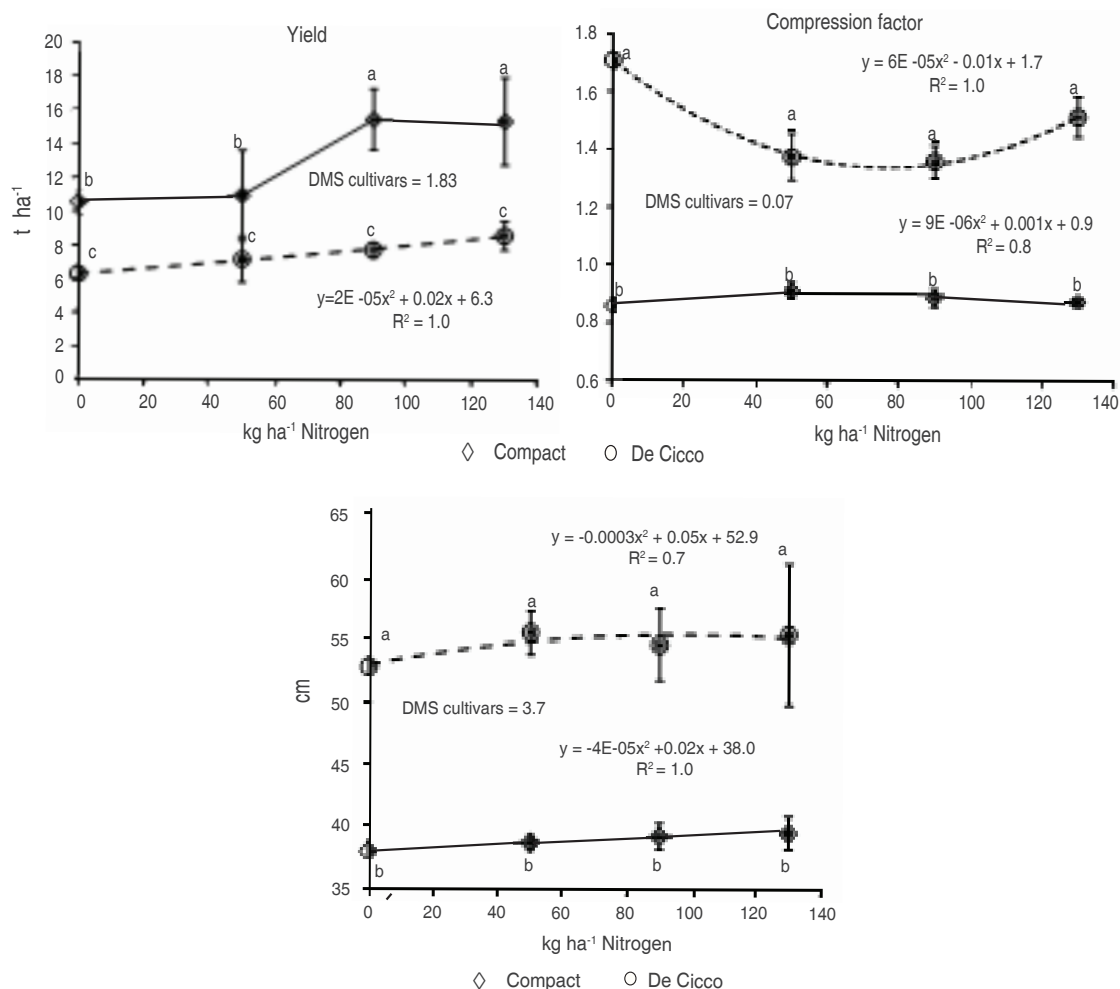 Yield
20
18
16
14
12
10
8
6
4
2
0
t ha-1
a
a
b
b
DMS cultivars = 1.83
c
c
c
c
y=2E -05x² + 0.02x + 6.3
R² = 1.0
0 20 40 60 80 100 120 140
kg ha-1 Nitrogen
Compression factor
1.8
1.6
1.4
1.2
1.0
0.8
0.6
a
y = 6E -05x² - 0.01x + 1.7
R² = 1.0
a
a
a
DMS cultivars = 0.07
y = 9E -06x² + 0.001x + 0.9
R² = 0.8
b
b
b
b
0 20 40 60 80 100 120 140
kg ha-1 Nitrogen
Compact De Cicco
65
60
55
50
45
40
35
cm
y = -0.0003x² + 0.05x + 52.9
R² = 0.7
a
a
a
a
DMS cultivars = 3.7
y = -4E-05x² +0.02x + 38.0
R² = 1.0
b
b
b
b
0 20 40 60 80 100 120 140
kg ha-1 Nitrogen
Compact De Cicco